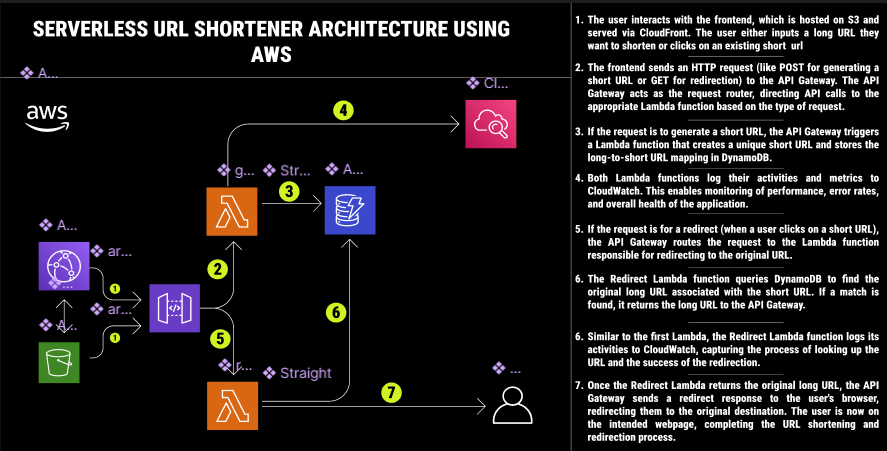 SERVERLESS URL SHORTENER ARCHITECTURE USING
AWS
A...
aws
Cl...
4
g...
Str...
A...
3
A...
ar...
1
2
...
ar...
A...
1
6
5
r...
Straight
...
7
1. The user interacts with the frontend, which is hosted on S3 and
served via CloudFront. The user either inputs a long URL they
want to shorten or clicks on an existing short url
2. The frontend sends an HTTP request (like POST for generating a
short URL or GET for redirection) to the API Gateway. The API
Gateway acts as the request router, directing API calls to the
appropriate Lambda function based on the type of request.
3. If the request is to generate a short URL, the API Gateway triggers
a Lambda function that creates a unique short URL and stores the
long-to-short URL mapping in DynamoDB.
4. Both Lambda functions log their activities and metrics to
CloudWatch. This enables monitoring of performance, error rates,
and overall health of the application.
5. If the request is for a redirect (when a user clicks on a short URL),
the API Gateway routes the request to the Lambda function
responsible for redirecting to the original URL.
6. The Redirect Lambda function queries DynamoDB to find the
original long URL associated with the short URL. If a match is
found, it returns the long URL to the API Gateway.
6. Similar to the first Lambda, the Redirect Lambda function logs its
activities to CloudWatch, capturing the process of looking up the
URL and the success of the redirection.
7. Once the Redirect Lambda returns the original long URL, the API
Gateway sends a redirect response to the user's browser,
redirecting them to the original destination. The user is now on
the intended webpage, completing the URL shortening and
redirection process.